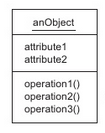 anObject
attribute1
attribute2
operation1()
operation2()
operation3()